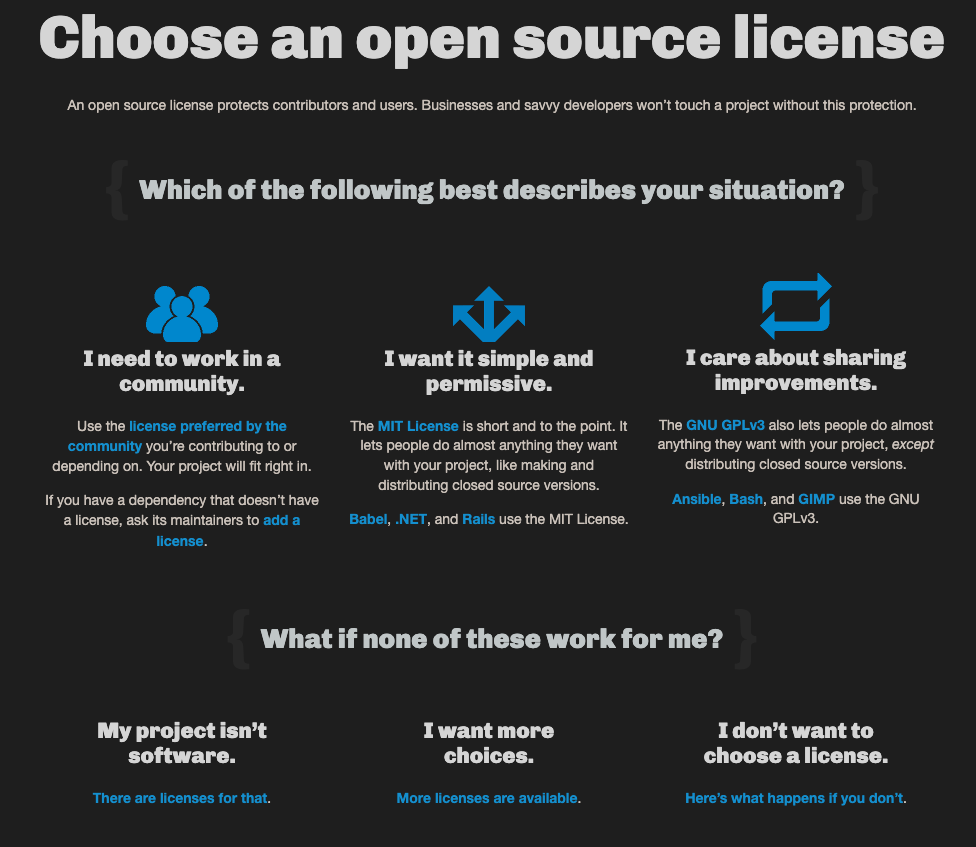 Choose an open source license
An open source license protects contributors and users. Businesses and savvy developers won't touch a project without this protection.
{ Which of the following best describes your situation? }
I need to work in a
community.
Use the license preferred by the
community you're contributing to or
depending on. Your project will fit right in.
If you have a dependency that doesn't have
a license, ask its maintainers to add a
license.
I want it simple and
permissive.
The MIT License is short and to the point. It
lets people do almost anything they want
with your project, like making and
distributing closed source versions.
Babel, .NET, and Rails use the MIT License.
I care about sharing
improvements.
The GNU GPLv3 also lets people do almost
anything they want with your project, except
distributing closed source versions.
Ansible, Bash, and GIMP use the GNU
GPLv3.
{ What if none of these work for me? }
My project isn't
software.
There are licenses for that.
I want more
choices.
More licenses are available.
I don't want to
choose a license.
Here's what happens if you don't.